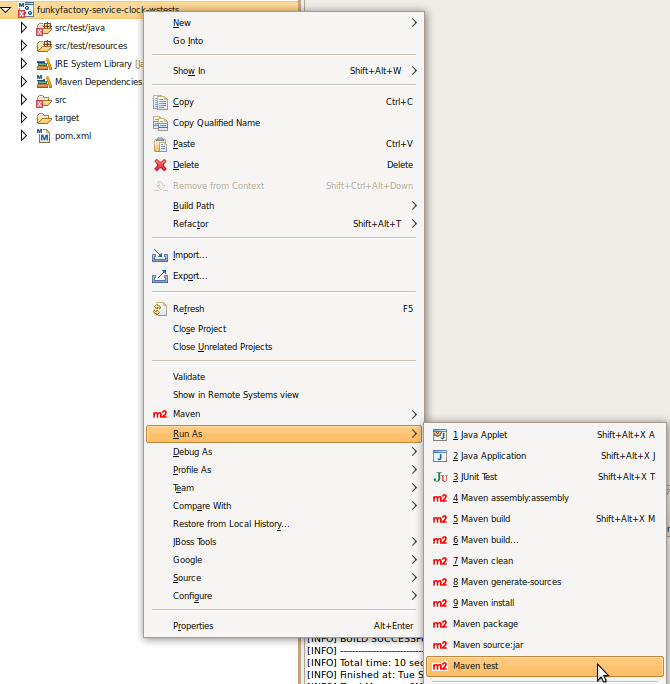 funkyfactory-service-clock-wstests
src/test/java
src/test/resources
JRE System Library
Maven Dependencies
src
target
pom.xml
New
Go Into
Show In Shift+Alt+W
Copy Ctrl+C
Copy Qualified Name
Paste Ctrl+V
Delete Delete
Remove from Context Shift+Ctrl+Alt+Down
Build Path
Refactor Shift+Alt+T
Import...
Export...
Refresh F5
Close Project
Close Unrelated Projects
Validate
Show in Remote Systems view
m2 Maven
Run As
Debug As
Profile As
Team
Compare With
Restore from Local History...
JBoss Tools
Google
Source
Configure
Properties Alt+Enter
1 Java Applet Shift+Alt+X A
2 Java Application Shift+Alt+X J
JU 3 JUnit Test Shift+Alt+X T
m2 4 Maven assembly:assembly
m2 5 Maven build Shift+Alt+X M
m2 6 Maven build...
m2 7 Maven clean
m2 8 Maven generate-sources
m2 9 Maven install
m2 Maven package
m2 Maven source:jar
m2 Maven test
[INFO] BUILD SUCCESSF
[INFO] ------------------------
[INFO] Total time: 10 sec
[INFO] Finished at: Tue S